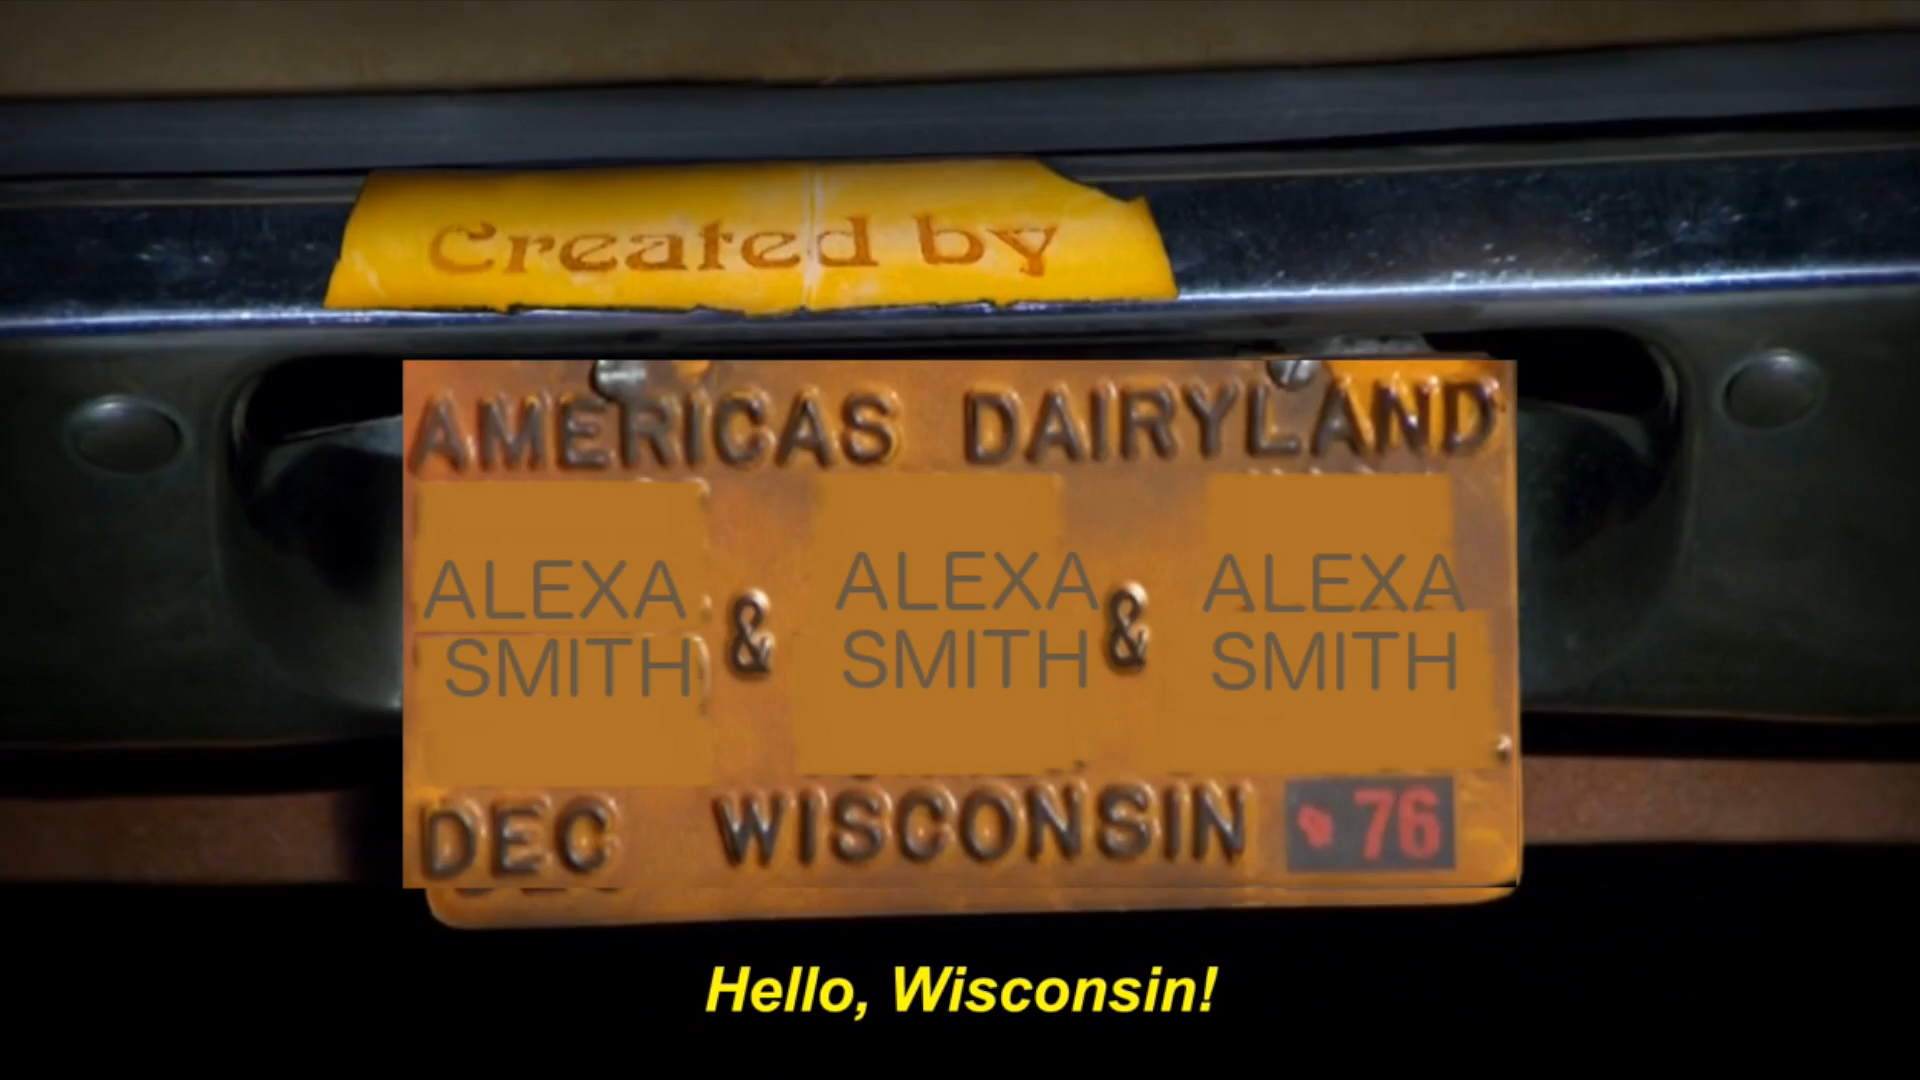 Created by
AMERICAS DAIRYLAND
ALEXA SMITH & ALEXA SMITH & ALEXA SMITH
DEC WISCONSIN 76
Hello, Wisconsin!